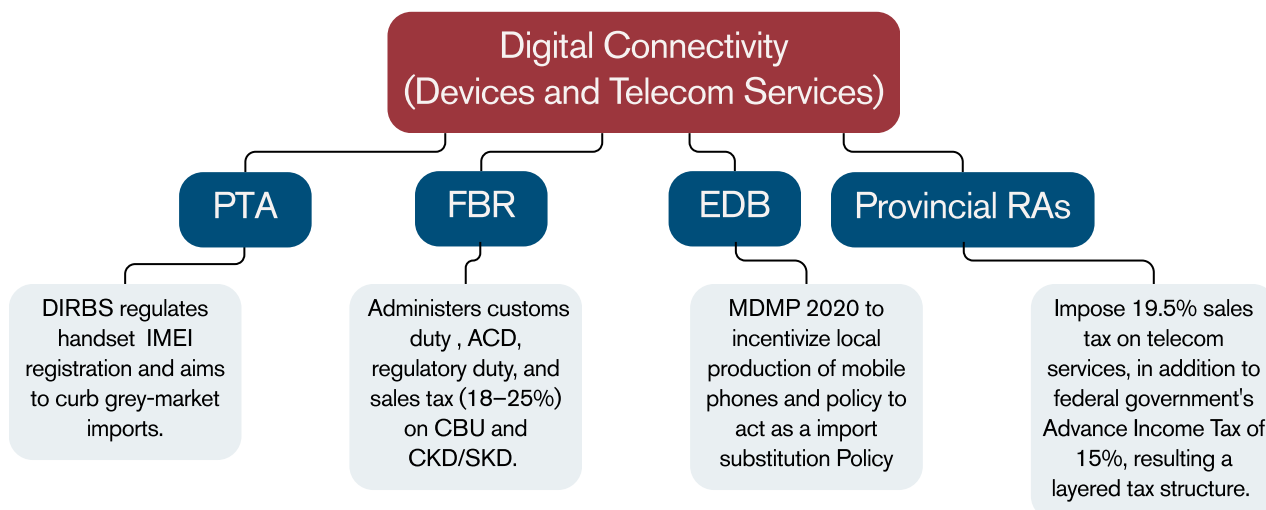 Digital Connectivity
(Devices and Telecom Services)
PTA
FBR
EDB
Provincial RAs
DIRBS regulates
handset IMEI
registration and aims
to curb grey-market
imports.
Administers customs
duty , ACD,
regulatory duty, and
sales tax (18–25%)
on CBU and
CKD/SKD.
MDMP 2020 to
incentivize local
production of mobile
phones and policy to
act as a import
substitution Policy
Impose 19.5% sales
tax on telecom
services, in addition to
federal government's
Advance Income Tax of
15%, resulting a
layered tax structure.